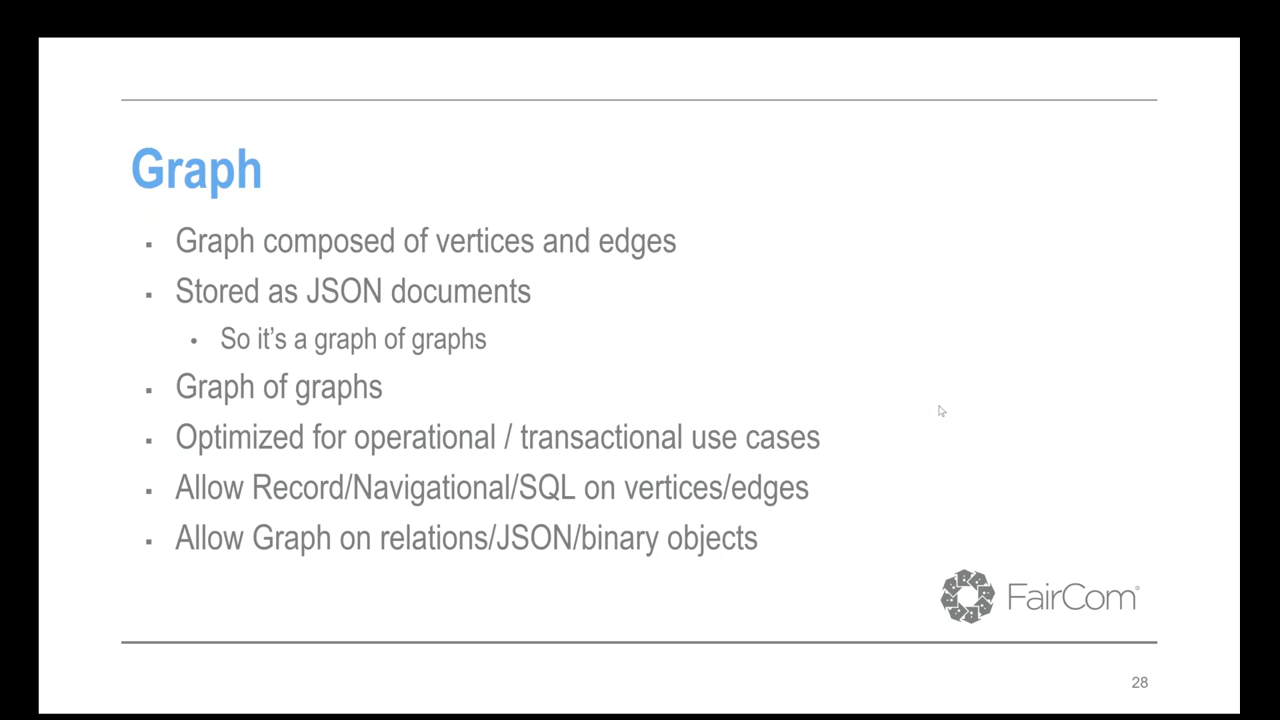 Graph
▪ Graph composed of vertices and edges
▪ Stored as JSON documents
• So it’s a graph of graphs
▪ Graph of graphs
▪ Optimized for operational / transactional use cases
▪ Allow Record/Navigational/SQL on vertices/edges
▪ Allow Graph on relations/JSON/binary objects
FairCom®
28